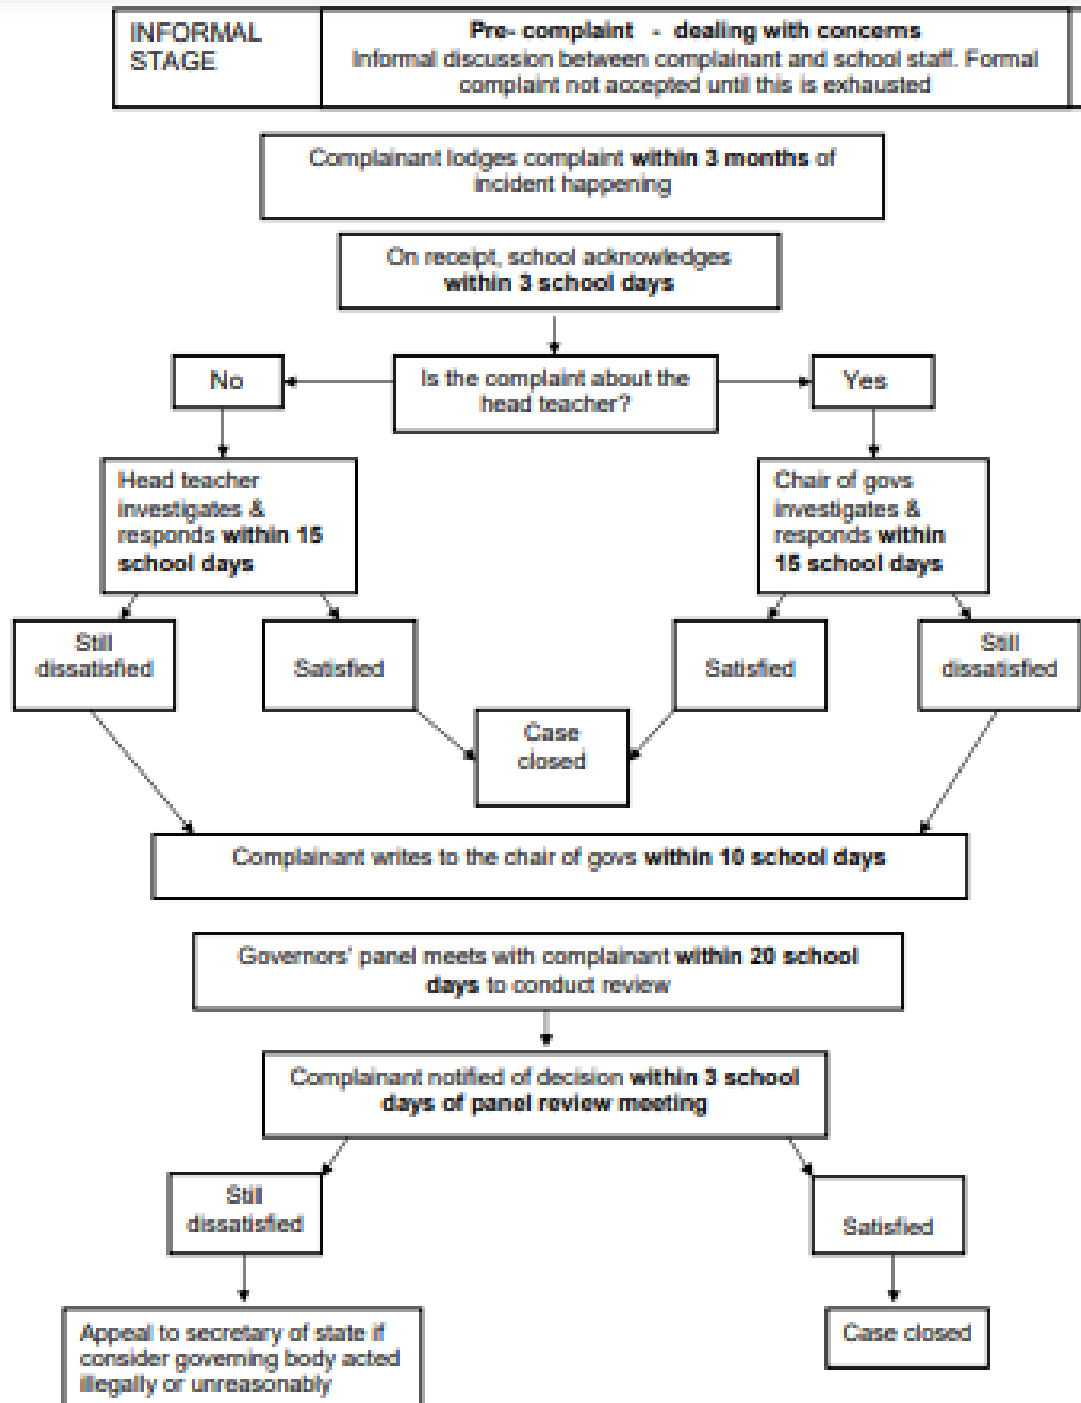 INFORMAL
STAGE
Pre- complaint - dealing with concerns
Informal discussion between complainant and school staff. Formal
complaint not accepted until this is exhausted
Complainant lodges complaint within 3 months of
incident happening
On receipt, school acknowledges
within 3 school days
No
Is the complaint about the
head teacher?
Yes
Head teacher
investigates &
responds within 15
school days
Chair of govs
investigates &
responds within
15 school days
Still
dissatisfied
Satisfied
Satisfied
Still
dissatisfied
Case
closed
Complainant writes to the chair of govs within 10 school days
Governors' panel meets with complainant within 20 school
days to conduct review
Complainant notified of decision within 3 school
days of panel review meeting
Still
dissatisfied
Satisfied
Appeal to secretary of state if
consider governing body acted
illegally or unreasonably
Case closed